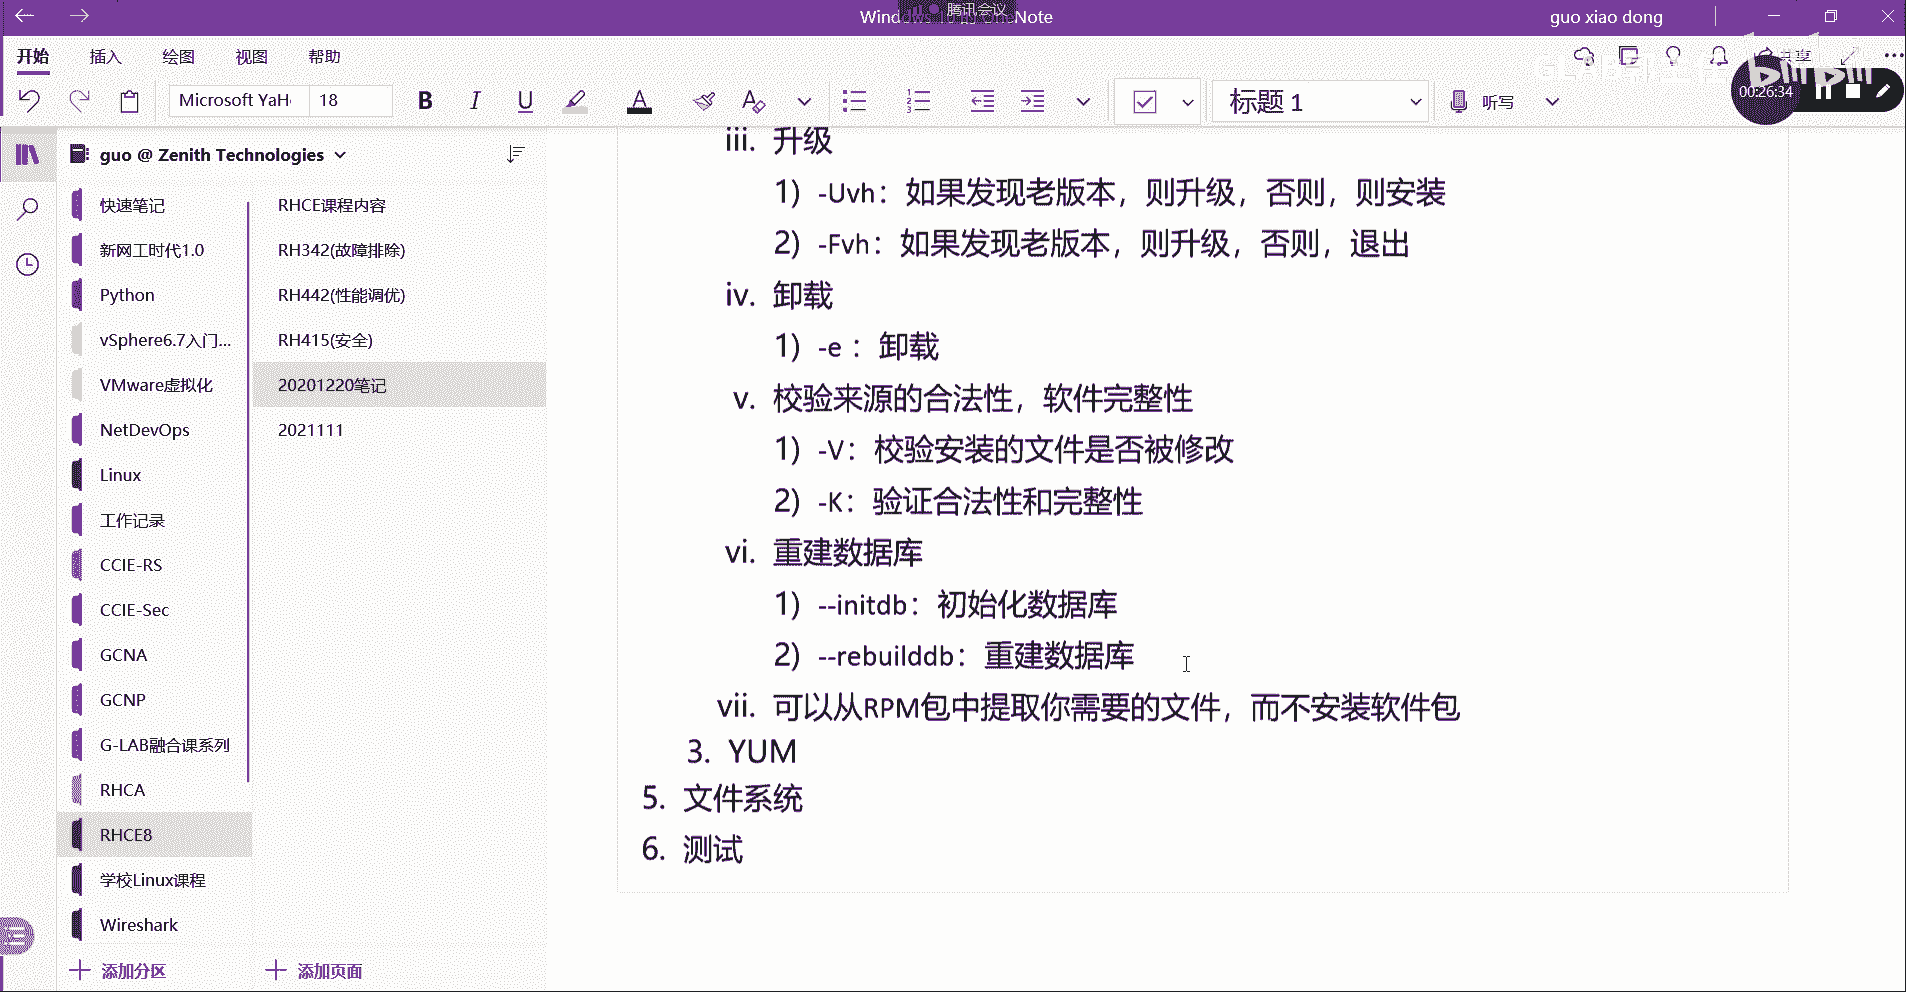 腾讯会议
guo xiao dong
开始 插入 绘图 视图 帮助
共享
bilibili
00:26:34
Microsoft YaHe 18 B I U A 标题 1 听写
guo @ Zenith Technologies
快速笔记
新网工时代1.0
Python
vSphere6.7入门...
VMware虚拟化
NetDevOps
Linux
工作记录
CCIE-RS
CCIE-Sec
GCNA
GCNP
G-LAB融合课系列
RHCA
RHCE8
学校Linux课程
Wireshark
添加分区
RHCE课程内容
RH342(故障排除)
RH442(性能调优)
RH415(安全)
20201220笔记
2021111
添加页面
iii. 升级
1) -Uvh：如果发现老版本，则升级，否则，则安装
2) -Fvh：如果发现老版本，则升级，否则，退出
iv. 卸载
1) -e ：卸载
v. 校验来源的合法性，软件完整性
1) -V：校验安装的文件是否被修改
2) -K：验证合法性和完整性
vi. 重建数据库
1) --initdb：初始化数据库
2) --rebuilddb：重建数据库
vii. 可以从RPM包中提取你需要的文件，而不安装软件包
3. YUM
5. 文件系统
6. 测试